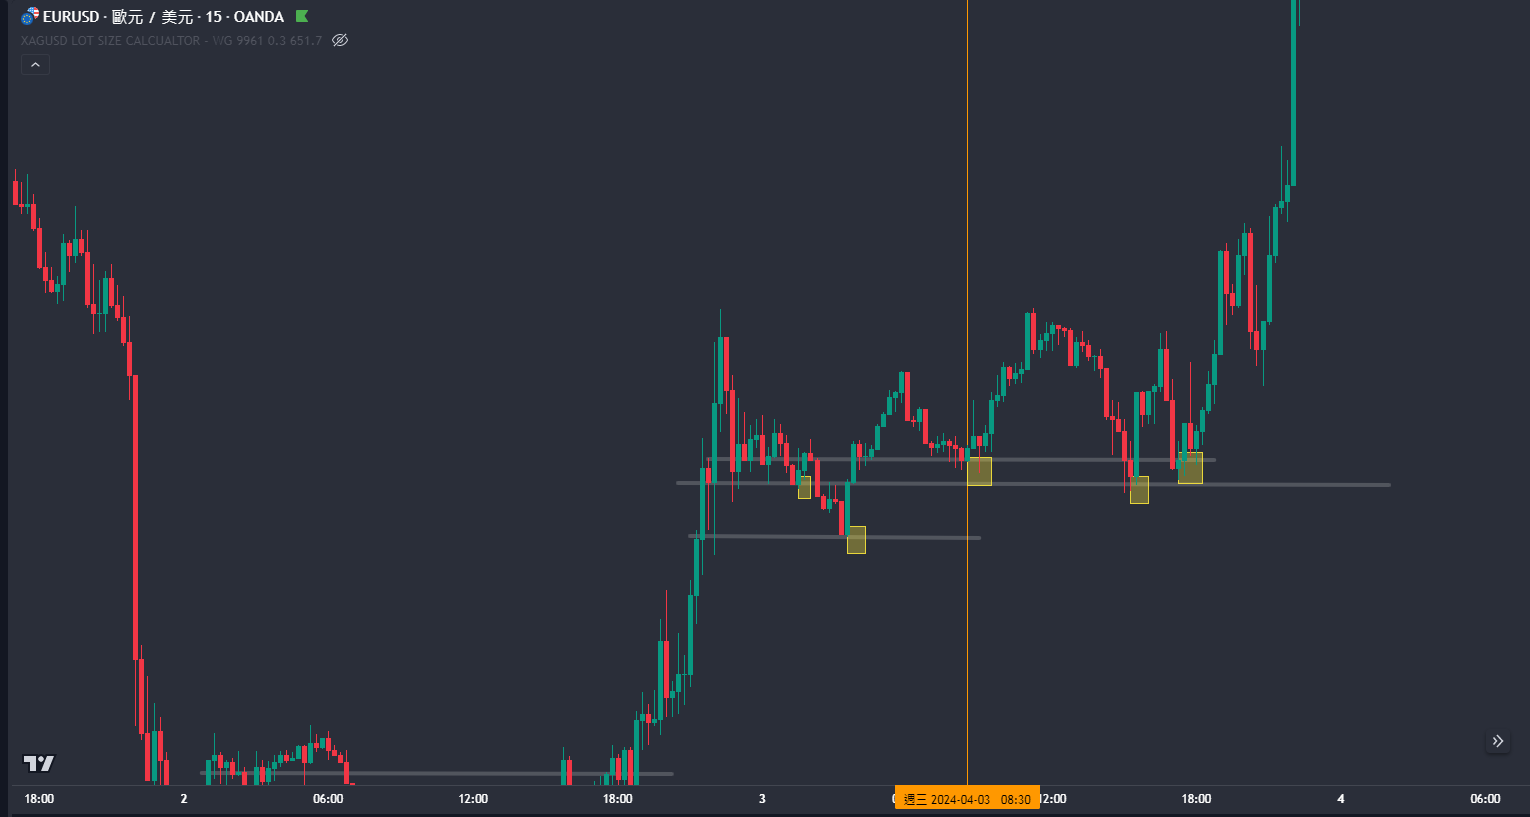 EURUSD · 歐元 / 美元 · 15 · OANDA
XAGUSD LOT SIZE CALCUALTOR - WG 9961 0.3 651.7
18:00 2 06:00 12:00 18:00 3 週三 2024-04-03 08:30 12:00 18:00 4 06:00